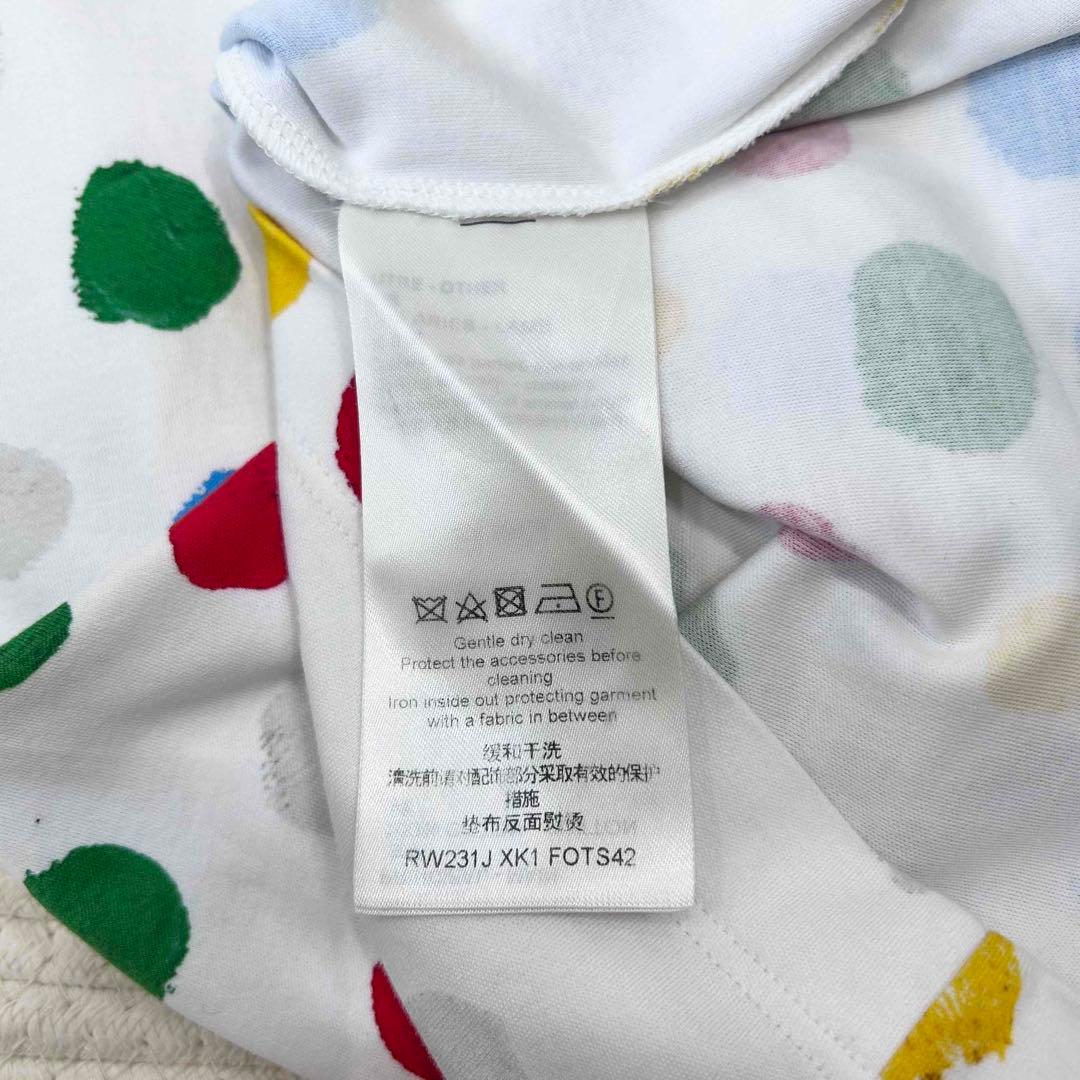 F
Gentle dry clean
Protect the accessories before
cleaning
Iron inside out protecting garment
with a fabric in between
缓和干洗
清洗前请对配饰部分采取有效的保护
措施
垫布反面熨烫
RW231J XK1 FOTS42